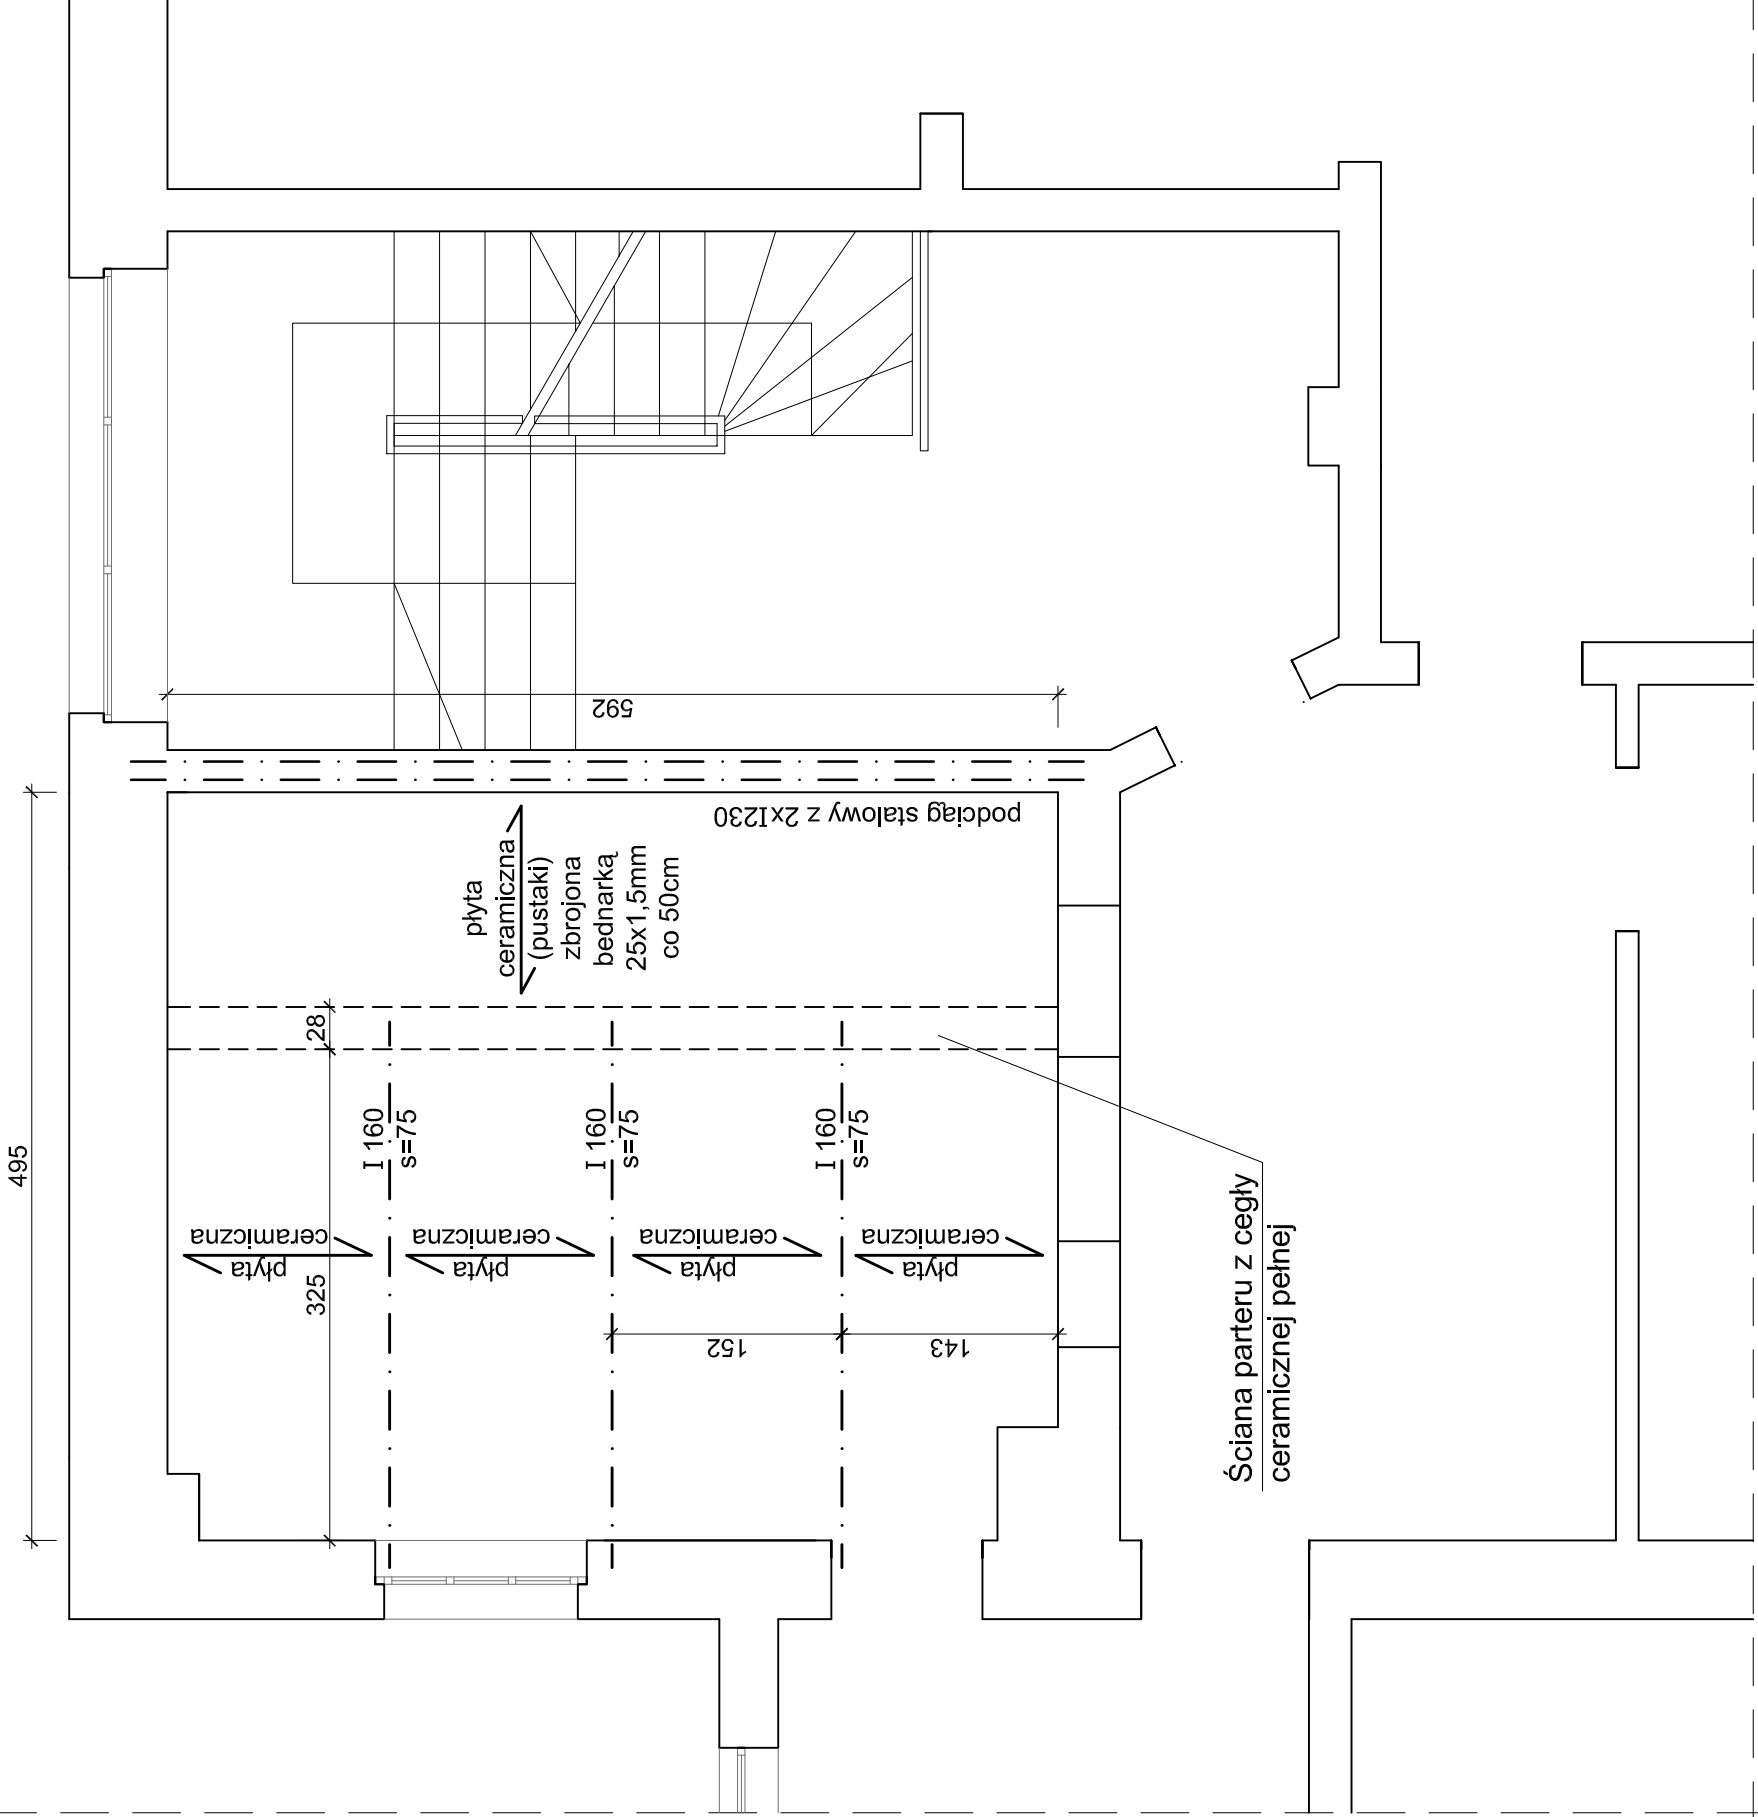 592
podciąg stalowy z 2xI230
płyta
ceramiczna
(pustaki)
zbrojona
bednarką
25x1,5mm
co 50cm
28
495
I 160
s=75
I 160
s=75
I 160
s=75
płyta
ceramiczna
płyta
ceramiczna
płyta
ceramiczna
płyta
ceramiczna
325
152
143
Ściana parteru z cegły
ceramicznej pełnej